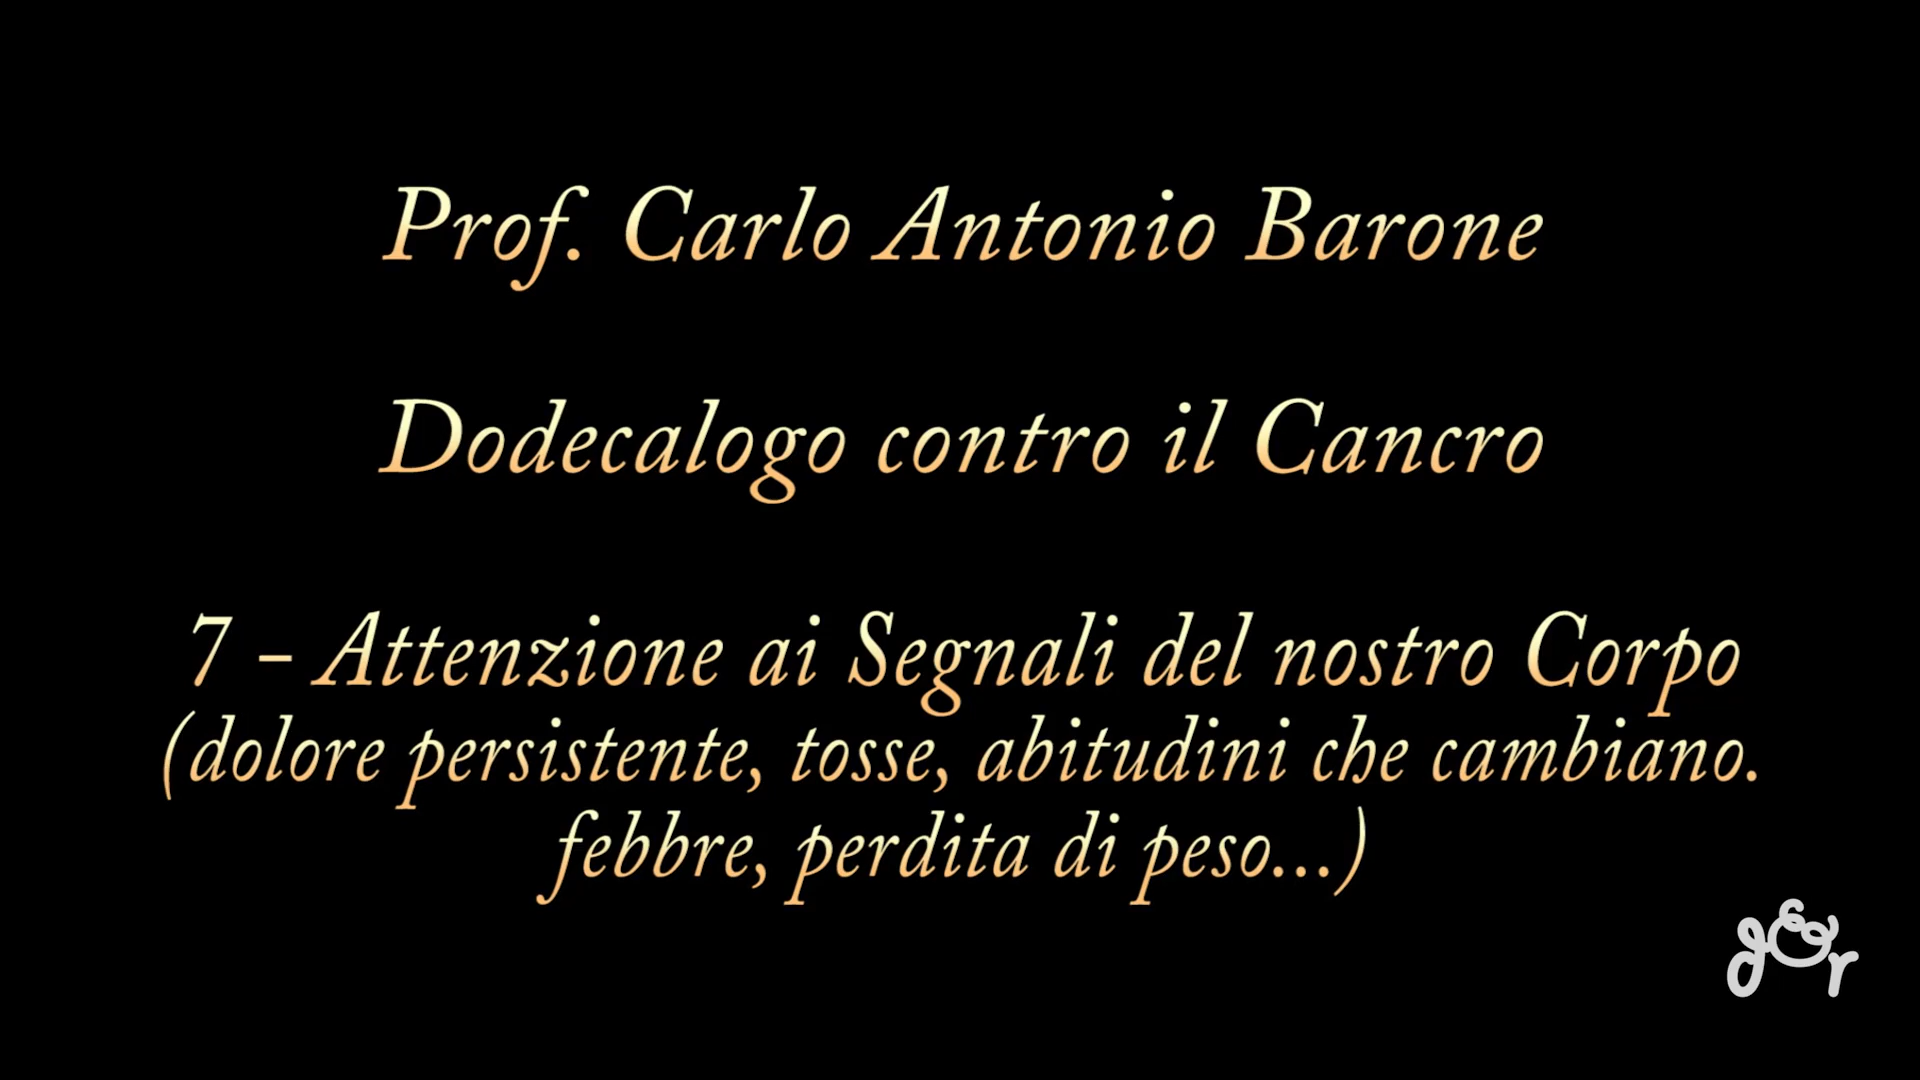 Prof. Carlo Antonio Barone
Dodecalogo contro il Cancro
7 - Attenzione ai Segnali del nostro Corpo
(dolore persistente, tosse, abitudini che cambiano.
febbre, perdita di peso...)
g&r